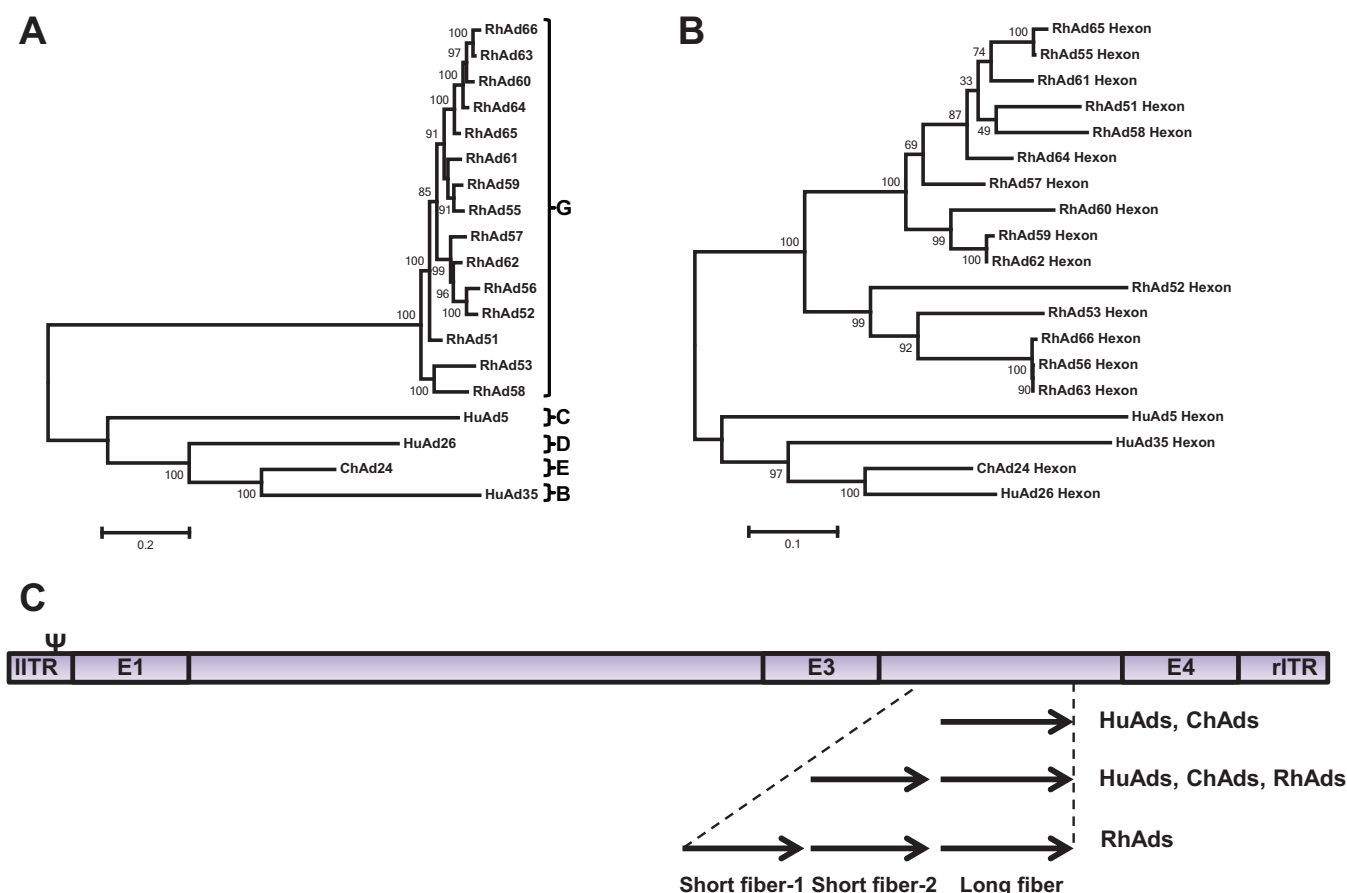 A
RhAd66
100
RhAd63
97
RhAd60
100
RhAd64
100
RhAd65
91
RhAd61
RhAd59
85
RhAd55
91
G
RhAd57
RhAd62
100
99
RhAd56
96
RhAd52
100
100
RhAd51
RhAd53
RhAd58
100
HuAd5
C
HuAd26
D
ChAd24
E
100
HuAd35
B
100
0.2
B
RhAd65 Hexon
100
RhAd55 Hexon
74
RhAd61 Hexon
33
RhAd51 Hexon
87
RhAd58 Hexon
49
69
RhAd64 Hexon
RhAd57 Hexon
100
RhAd60 Hexon
RhAd59 Hexon
99
100
RhAd62 Hexon
100
RhAd52 Hexon
99
RhAd53 Hexon
RhAd66 Hexon
92
RhAd56 Hexon
100
RhAd63 Hexon
90
HuAd5 Hexon
HuAd35 Hexon
97
ChAd24 Hexon
100
HuAd26 Hexon
0.1
C
Ψ
lITR E1 E3 E4 rITR
HuAds, ChAds
HuAds, ChAds, RhAds
RhAds
Short fiber-1 Short fiber-2 Long fiber